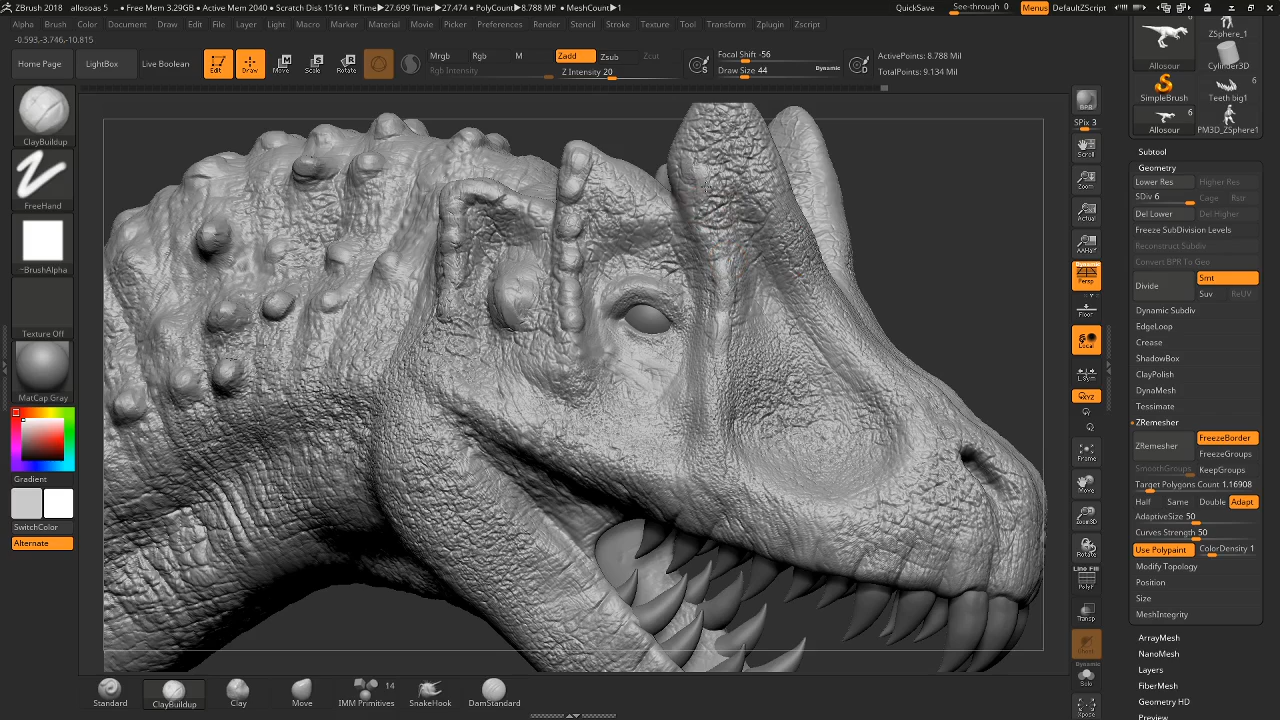 ZBrush 2018 allosoas 5 .. • Free Mem 3.29GB • Active Mem 2040 • Scratch Disk 1516 • RTime▶27.699 Timer▶27.474 • PolyCount▶8.788 MP • MeshCount▶1 QuickSave See-through 0 Menus DefaultZScript
Alpha Brush Color Document Draw Edit File Layer Light Macro Marker Material Movie Picker Preferences Render Stencil Stroke Texture Tool Transform Zplugin Zscript
-0.593,-3.746,-10.815
Home Page LightBox Live Boolean Edit Draw Move Scale Rotate
Mrgb Rgb M Zadd Zsub Zcut
Rgb Intensity Z Intensity 20
Focal Shift -56
Draw Size 44 Dynamic
S D
ActivePoints: 8.788 Mil
TotalPoints: 9.134 Mil
ClayBuildup
FreeHand
~BrushAlpha
Texture Off
MatCap Gray
Gradient
SwitchColor
Alternate
BPR
SPix 3
Scroll
Zoom
Actual
AAHalf
Dynamic
Persp
Floor
Local
L.Sym
XYZ
Frame
Move
Zoom3D
Rotate
Line Fill
PolyF
Transp
Dynamic
Solo
Xpose
6
ZSphere_1
Allosour Cylinder3D
6
SimpleBrush Teeth big1
6
Allosour PM3D_ZSphere1
Subtool
Geometry
Lower Res Higher Res
SDiv 6 Cage Rstr
Del Lower Del Higher
Freeze SubDivision Levels
Reconstruct Subdiv
Convert BPR To Geo
Divide Smt
Suv ReUV
Dynamic Subdiv
EdgeLoop
Crease
ShadowBox
ClayPolish
DynaMesh
Tessimate
ZRemesher
ZRemesher FreezeBorder
FreezeGroups
SmoothGroups KeepGroups
Target Polygons Count 1.16908
Half Same Double Adapt
AdaptiveSize 50
Curves Strength 50
Use Polypaint ColorDensity 1
Modify Topology
Position
Size
MeshIntegrity
ArrayMesh
NanoMesh
Layers
FiberMesh
Geometry HD
Preview
14
Standard ClayBuildup Clay Move IMM Primitives SnakeHook DamStandard